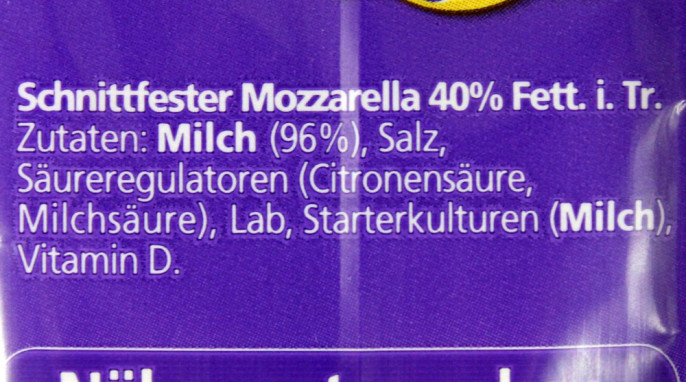 Schnittfester Mozzarella 40% Fett. i. Tr.
Zutaten: Milch (96%), Salz,
Säureregulatoren (Citronensäure,
Milchsäure), Lab, Starterkulturen (Milch),
Vitamin D.